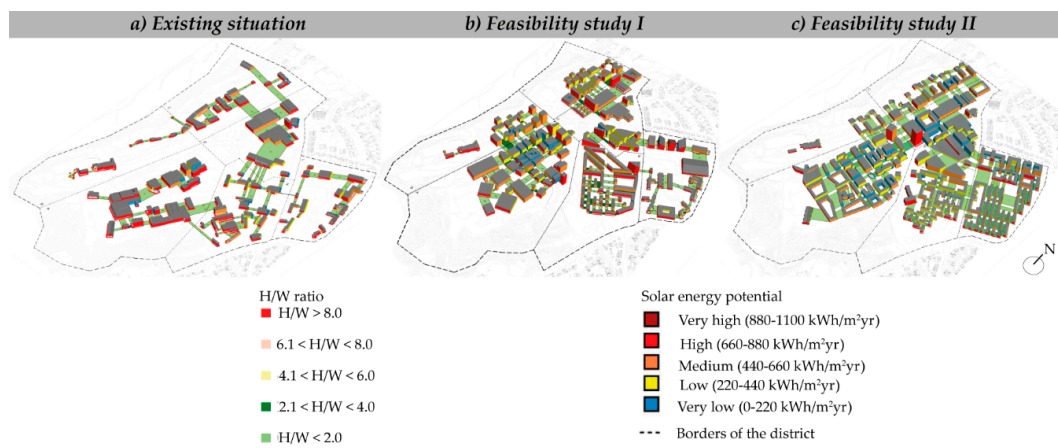 a) Existing situation
b) Feasibility study I
c) Feasibility study II
N
H/W ratio
H/W > 8.0
6.1 < H/W < 8.0
4.1 < H/W < 6.0
2.1 < H/W < 4.0
H/W < 2.0
Solar energy potential
Very high (880-1100 kWh/m²yr)
High (660-880 kWh/m²yr)
Medium (440-660 kWh/m²yr)
Low (220-440 kWh/m²yr)
Very low (0-220 kWh/m²yr)
Borders of the district